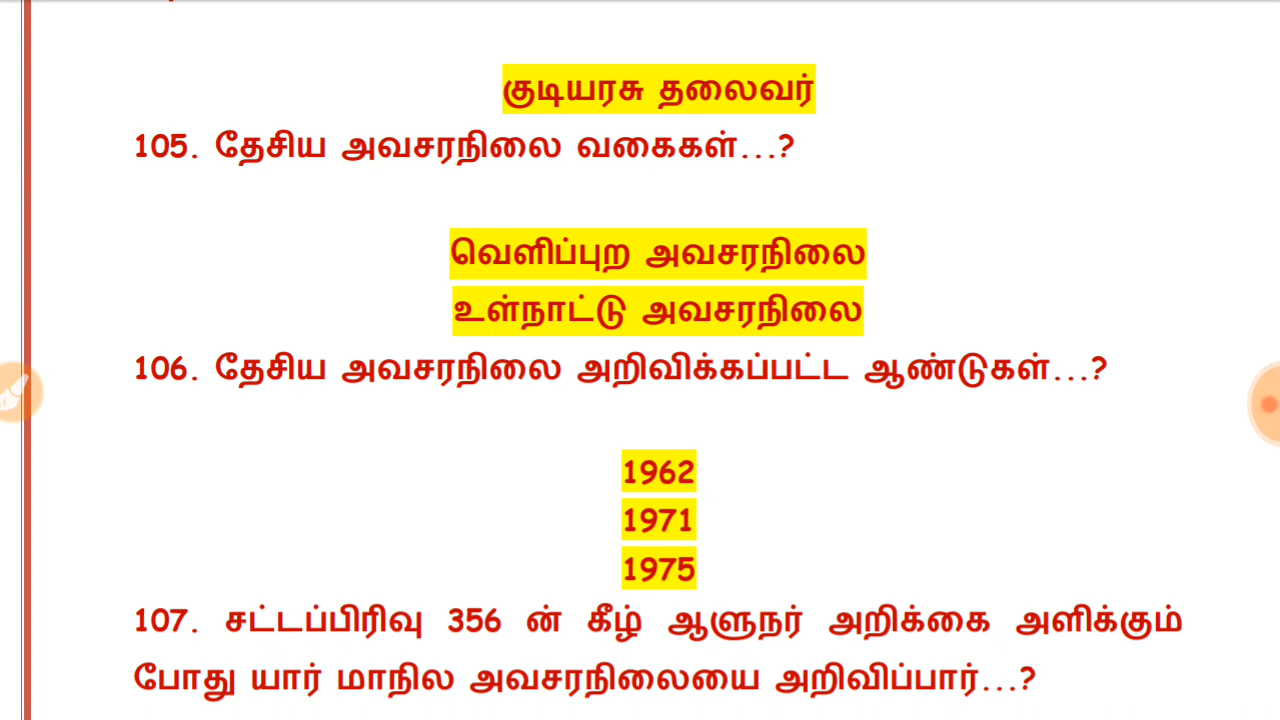 குடியரசு தலைவர்
105. தேசிய அவசரநிலை வகைகள்...?
வெளிப்புற அவசரநிலை
உள்நாட்டு அவசரநிலை
106. தேசிய அவசரநிலை அறிவிக்கப்பட்ட ஆண்டுகள்...?
1962
1971
1975
107. சட்டப்பிரிவு 356 ன் கீழ் ஆளுநர் அறிக்கை அளிக்கும்
போது யார் மாநில அவசரநிலையை அறிவிப்பார்...?